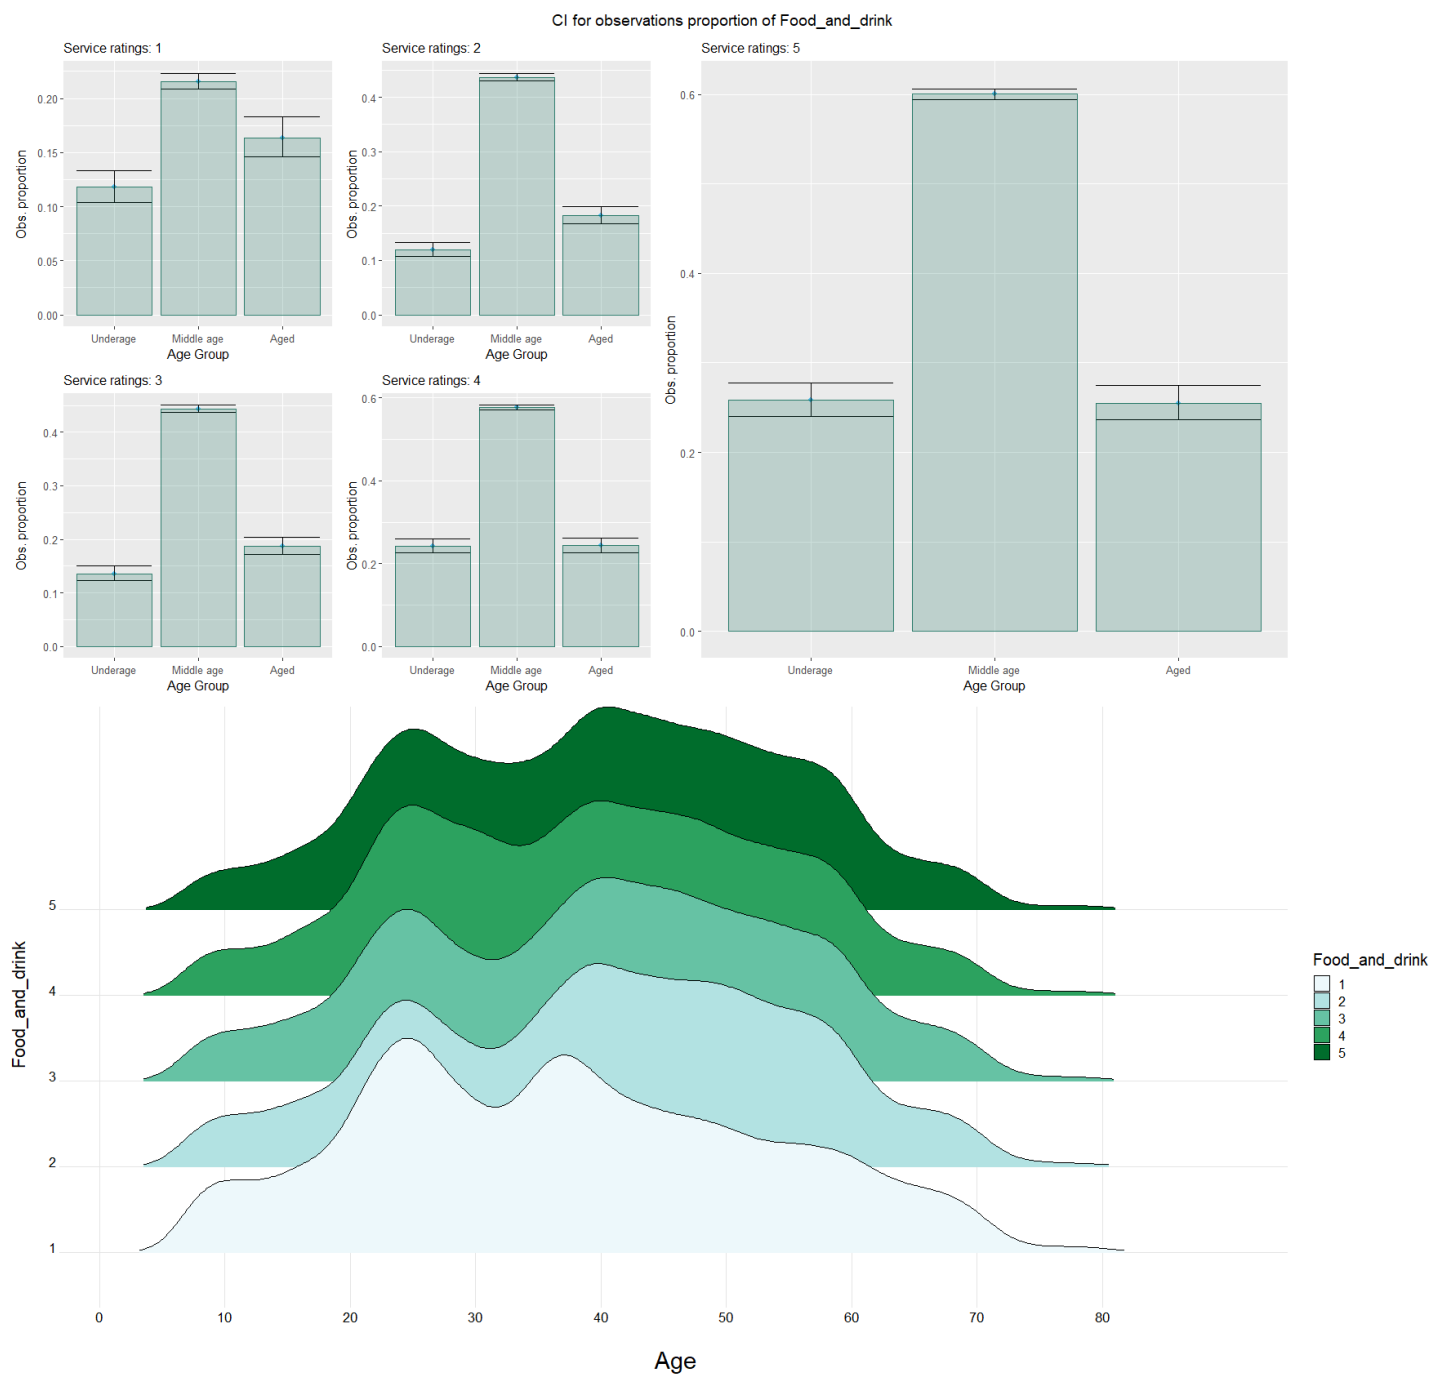 CI for observations proportion of Food_and_drink
Service ratings: 1
Obs. proportion
0.20
0.15
0.10
0.05
0.00
Underage Middle age Aged
Age Group
Service ratings: 2
Obs. proportion
0.4
0.3
0.2
0.1
0.0
Underage Middle age Aged
Age Group
Service ratings: 5
Obs. proportion
0.6
0.4
0.2
0.0
Underage Middle age Aged
Age Group
Service ratings: 3
Obs. proportion
0.4
0.3
0.2
0.1
0.0
Underage Middle age Aged
Age Group
Service ratings: 4
Obs. proportion
0.6
0.4
0.2
0.0
Underage Middle age Aged
Age Group
Food_and_drink
5
4
3
2
1
0 10 20 30 40 50 60 70 80
Age
Food_and_drink
1
2
3
4
5